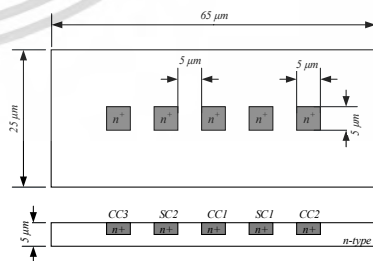 65 μm
5 μm
5 μm
25 μm
n+ n+ n+ n+ n+
5 μm
CC3 SC2 CC1 SC1 CC2
5 μm
n+ n+ n+ n+ n+
n-type